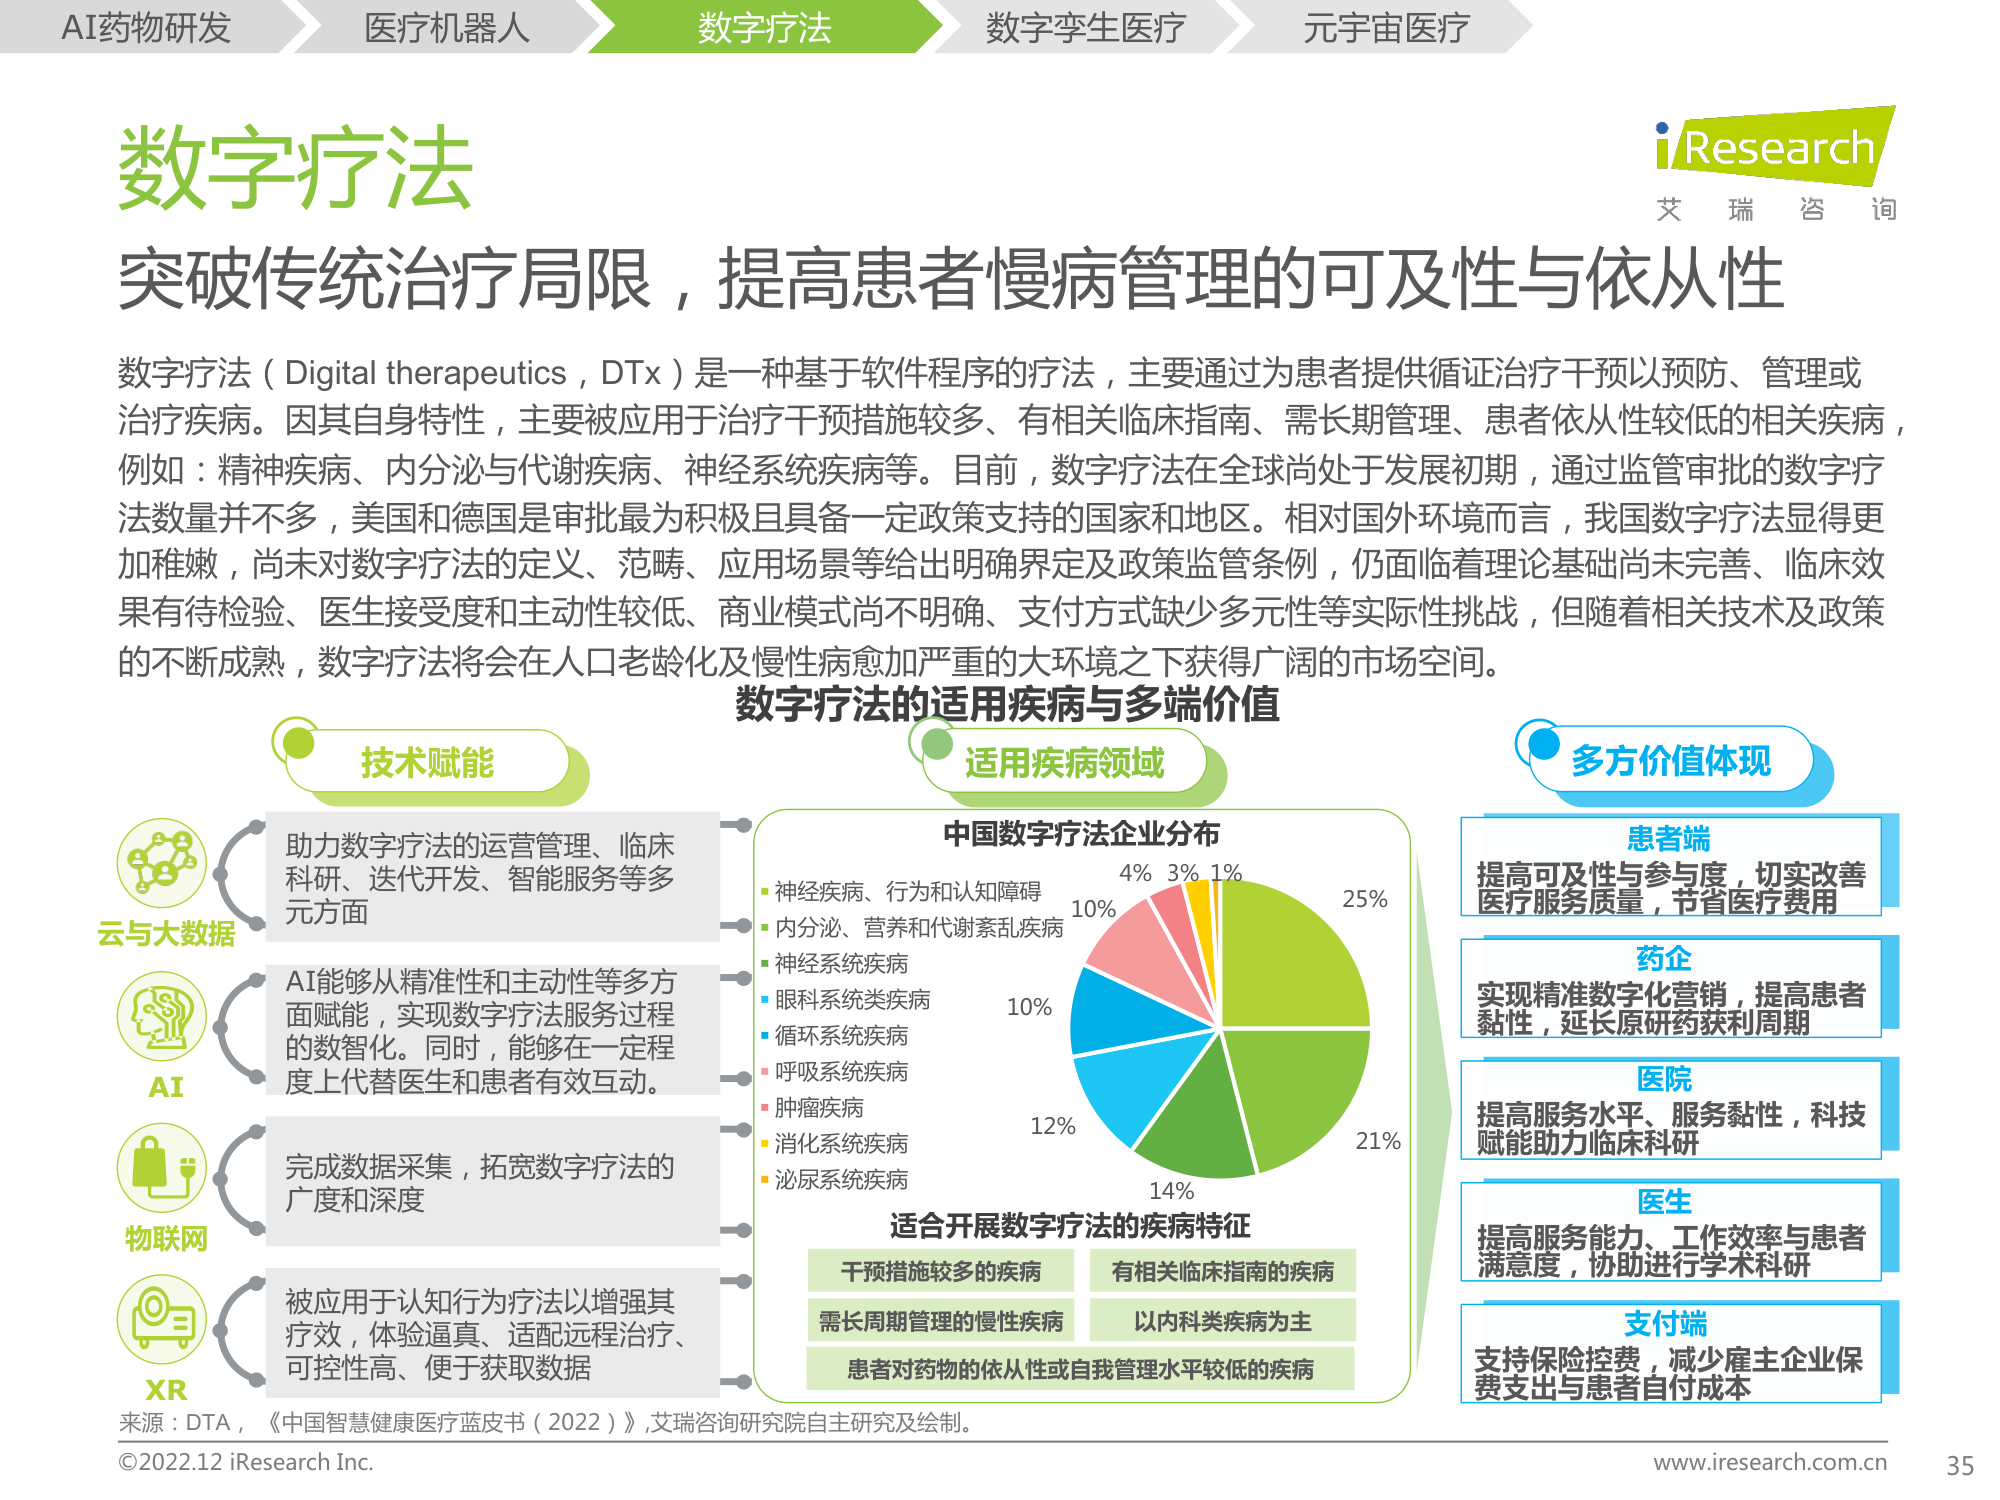 AI药物研发
医疗机器人
数字疗法
数字孪生医疗
元宇宙医疗
数字疗法
iResearch
艾瑞咨询
突破传统治疗局限，提高患者慢病管理的可及性与依从性
数字疗法（Digital therapeutics，DTx）是一种基于软件程序的疗法，主要通过为患者提供循证治疗干预以预防、管理或
治疗疾病。因其自身特性，主要被应用于治疗干预措施较多、有相关临床指南、需长期管理、患者依从性较低的相关疾病，
例如：精神疾病、内分泌与代谢疾病、神经系统疾病等。目前，数字疗法在全球尚处于发展初期，通过监管审批的数字疗
法数量并不多，美国和德国是审批最为积极且具备一定政策支持的国家和地区。相对国外环境而言，我国数字疗法显得更
加稚嫩，尚未对数字疗法的定义、范畴、应用场景等给出明确界定及政策监管条例，仍面临着理论基础尚未完善、临床效
果有待检验、医生接受度和主动性较低、商业模式尚不明确、支付方式缺少多元性等实际性挑战，但随着相关技术及政策
的不断成熟，数字疗法将会在人口老龄化及慢性病愈加严重的大环境之下获得广阔的市场空间。
数字疗法的适用疾病与多端价值
技术赋能
云与大数据
助力数字疗法的运营管理、临床
科研、迭代开发、智能服务等多
元方面
AI
AI能够从精准性和主动性等多方
面赋能，实现数字疗法服务过程
的数智化。同时，能够在一定程
度上代替医生和患者有效互动。
物联网
完成数据采集，拓宽数字疗法的
广度和深度
XR
被应用于认知行为疗法以增强其
疗效，体验逼真、适配远程治疗、
可控性高、便于获取数据
适用疾病领域
中国数字疗法企业分布
神经疾病、行为和认知障碍
内分泌、营养和代谢紊乱疾病
神经系统疾病
眼科系统类疾病
循环系统疾病
呼吸系统疾病
肿瘤疾病
消化系统疾病
泌尿系统疾病
25%
21%
14%
12%
10%
10%
4%
3%
1%
适合开展数字疗法的疾病特征
干预措施较多的疾病
有相关临床指南的疾病
需长周期管理的慢性疾病
以内科类疾病为主
患者对药物的依从性或自我管理水平较低的疾病
多方价值体现
患者端
提高可及性与参与度，切实改善
医疗服务质量，节省医疗费用
药企
实现精准数字化营销，提高患者
黏性，延长原研药获利周期
医院
提高服务水平、服务黏性，科技
赋能助力临床科研
医生
提高服务能力、工作效率与患者
满意度，协助进行学术科研
支付端
支持保险控费，减少雇主企业保
费支出与患者自付成本
来源：DTA，《中国智慧健康医疗蓝皮书（2022）》,艾瑞咨询研究院自主研究及绘制。
©2022.12 iResearch Inc.
www.iresearch.com.cn
35